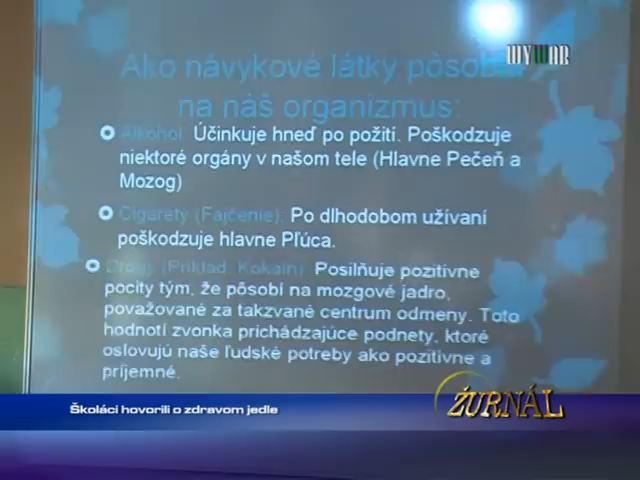 WYWAR
Ako návykové látky pôsobia
na náš organizmus:
Alkohol: Účinkuje hneď po požití. Poškodzuje
niektoré orgány v našom tele (Hlavne Pečeň a
Mozog)
Cigarety (Fajčenie): Po dlhodobom užívaní
poškodzuje hlavne Pľúca.
Drogy (Príklad. Kokaín): Posilňuje pozitívne
pocity tým, že pôsobí na mozgové jadro,
považované za takzvané centrum odmeny. Toto
hodnotí zvonka prichádzajúce podnety, ktoré
oslovujú naše ľudské potreby ako pozitívne a
príjemné.
Školáci hovorili o zdravom jedle
ŽURNÁL